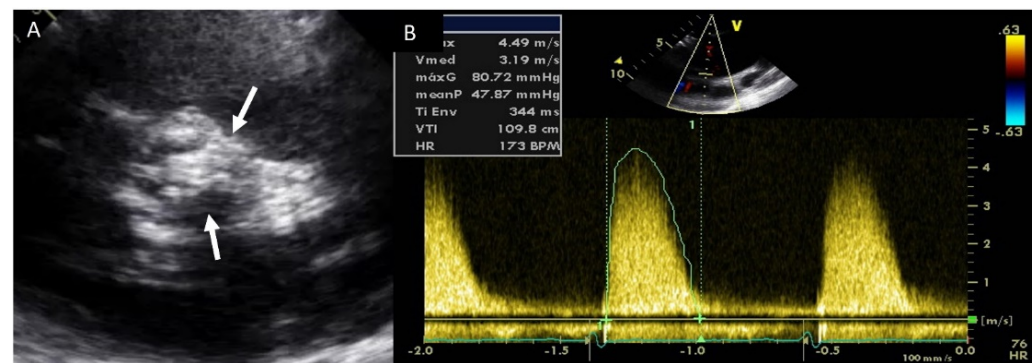 A
B
4.49 m/s
Vmed 3.19 m/s
máxG 80.72 mmHg
meanP 47.87 mmHg
Ti Env 344 ms
VTI 109.8 cm
HR 173 BPM
V
5
10
.63
-.63
1
5
4
3
2
1
[m/s]
-2.0
-1.0
-0.5
0.0
100 mm/s
76
HR